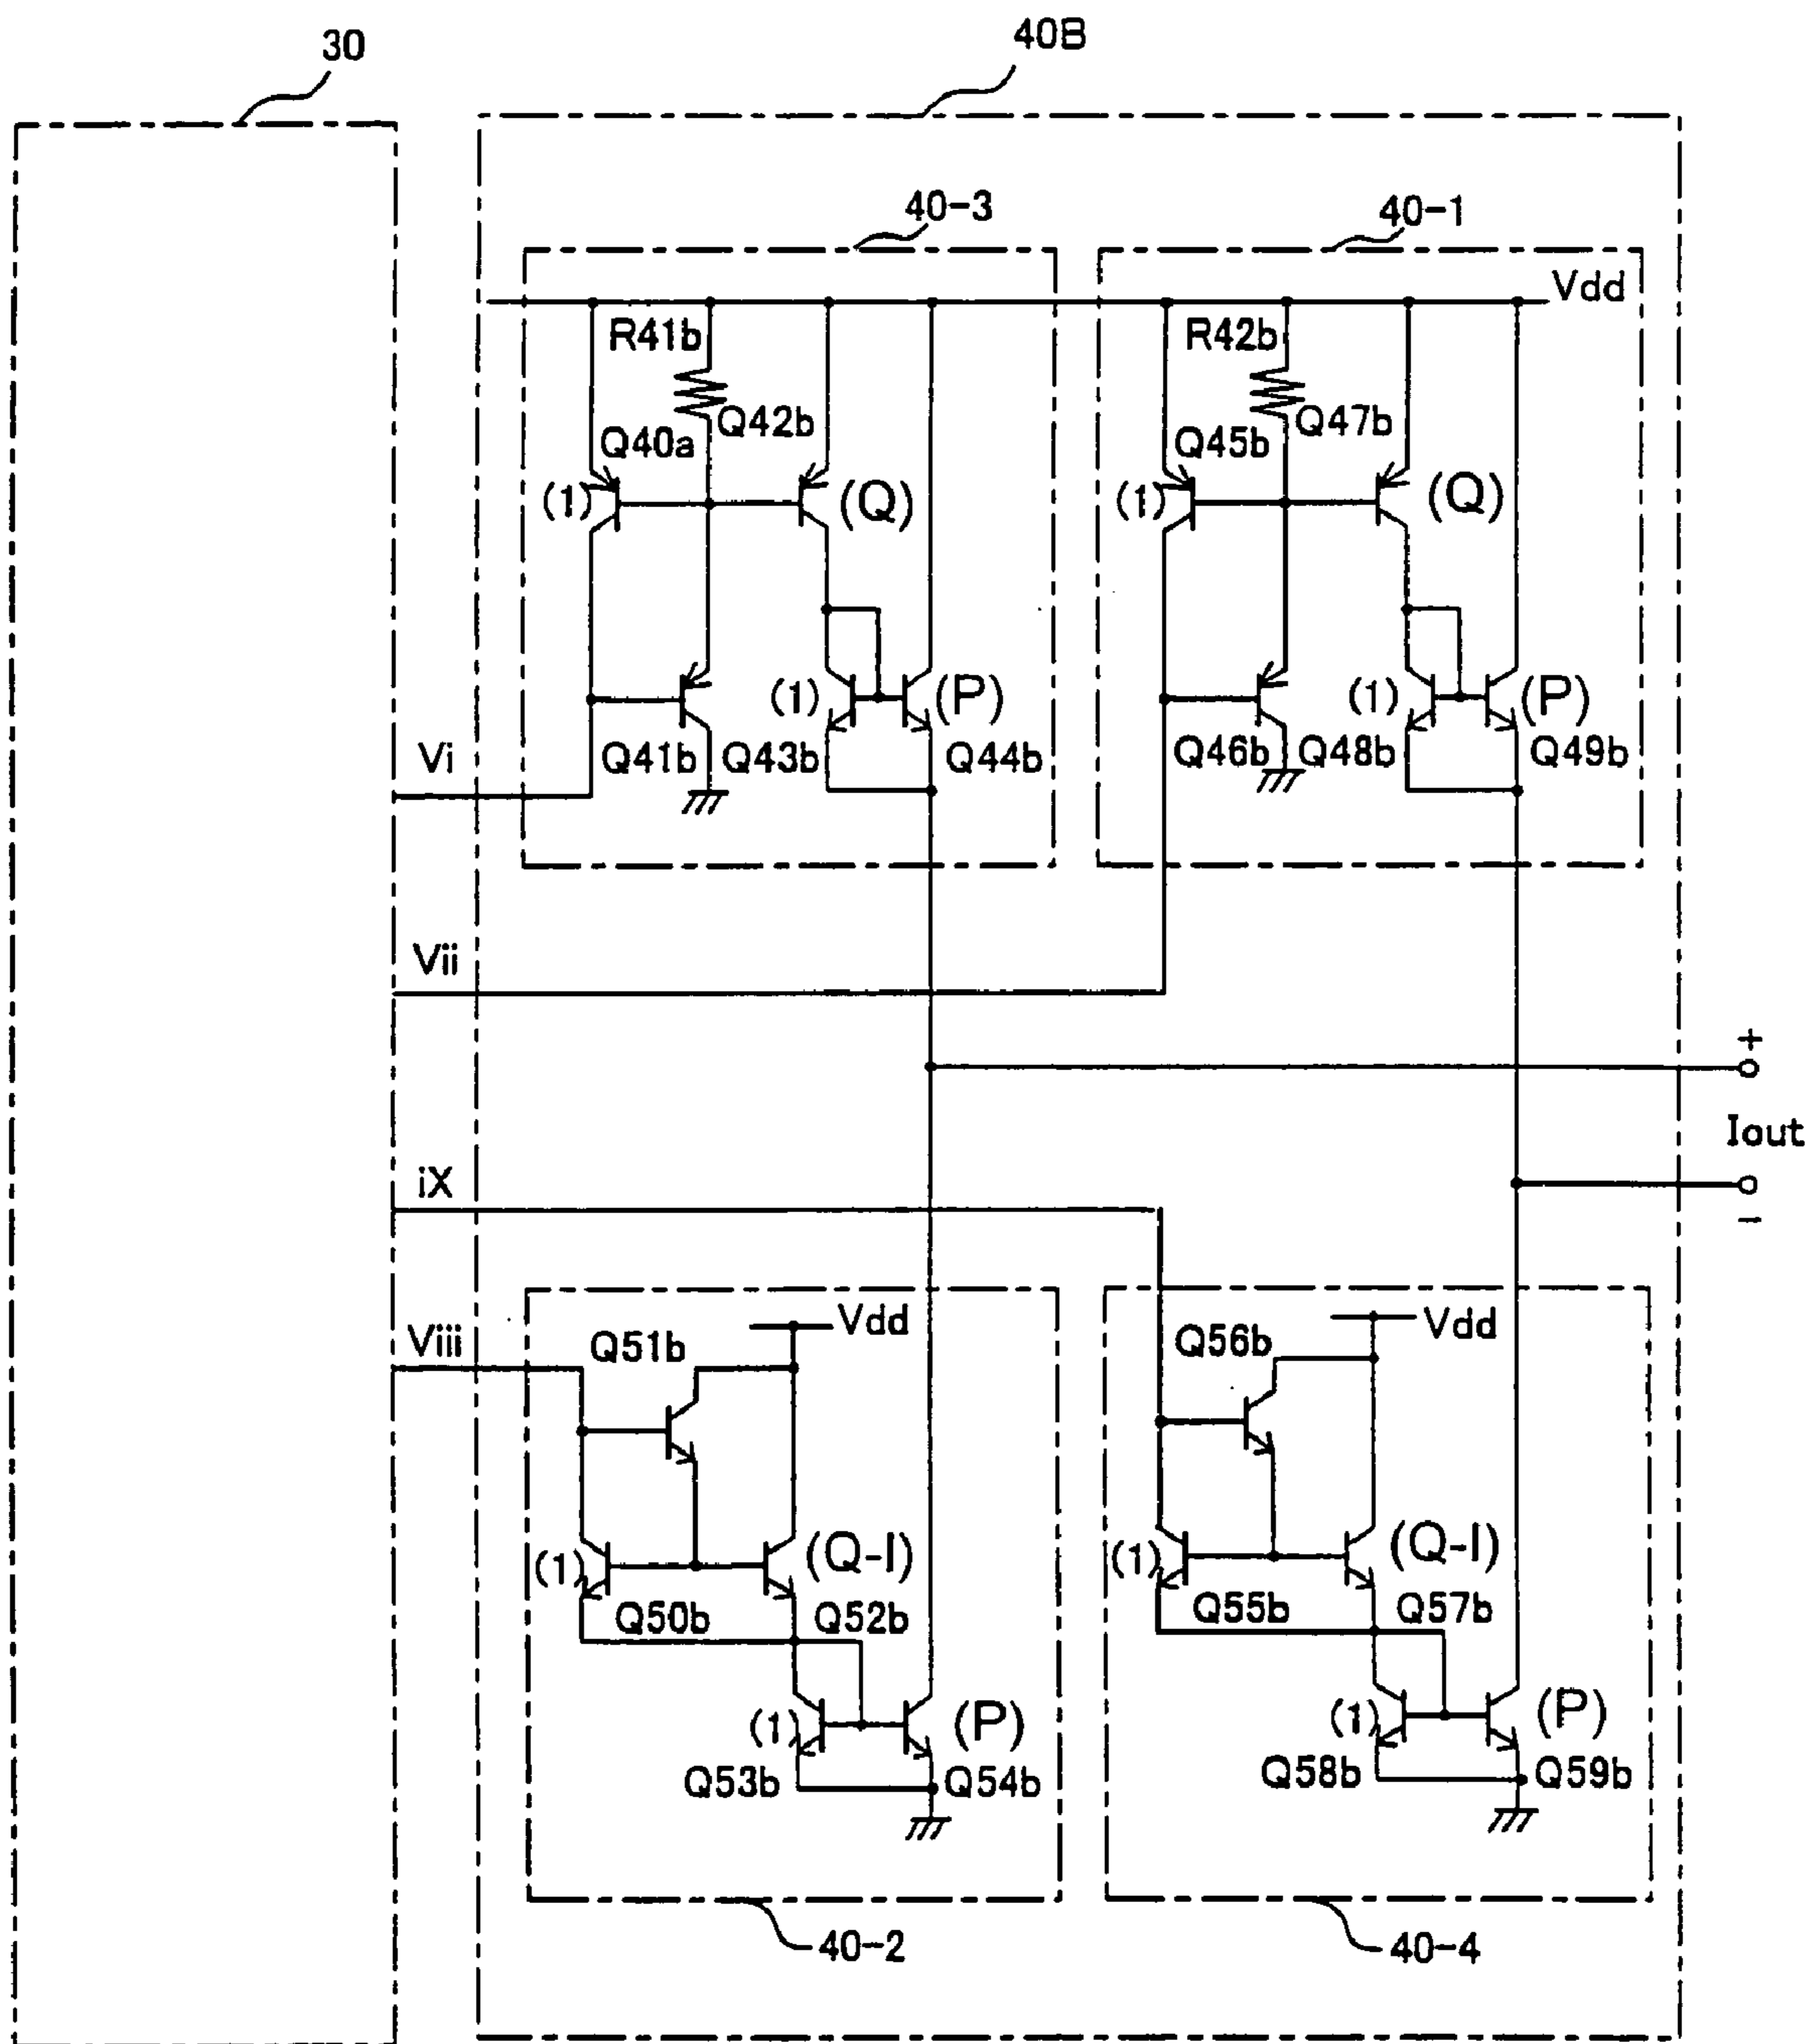 30
40B
40-3
40-1
Vdd
R41b
R42b
Q42b
Q47b
Q40a
Q45b
(1)
(Q)
(1)
(Q)
(1)
(P)
(1)
(P)
Vi
Q41b
Q43b
Q44b
Q46b
Q48b
Q49b
Vii
+
Iout
iX
−
Vdd
Vdd
Viii
Q51b
Q56b
(1)
(Q-I)
(1)
(Q-I)
Q50b
Q52b
Q55b
Q57b
(1)
(P)
(1)
(P)
Q53b
Q54b
Q58b
Q59b
40-2
40-4